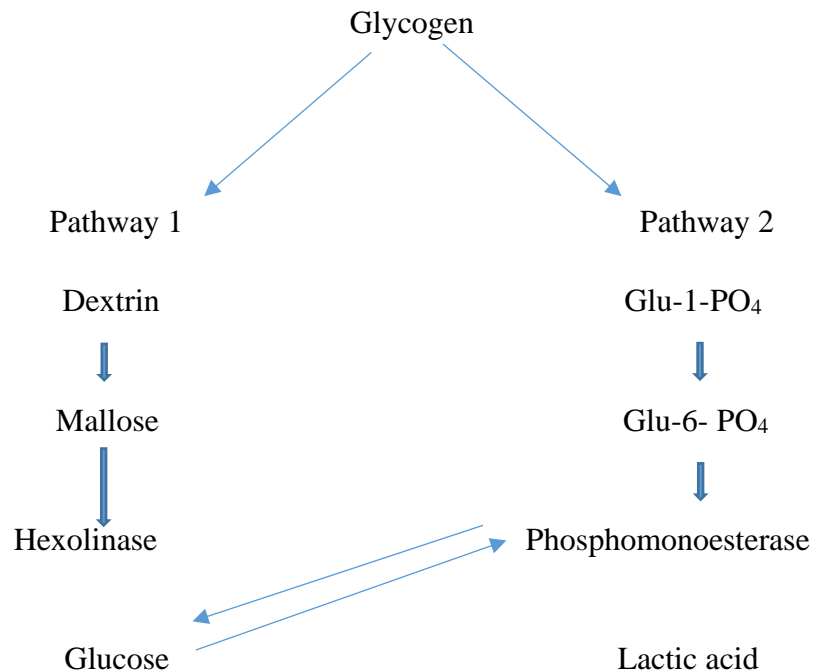 Glycogen
Pathway 1
Pathway 2
Dextrin
Glu-1-PO₄
Mallose
Glu-6- PO₄
Hexolinase
Phosphomonoesterase
Glucose
Lactic acid